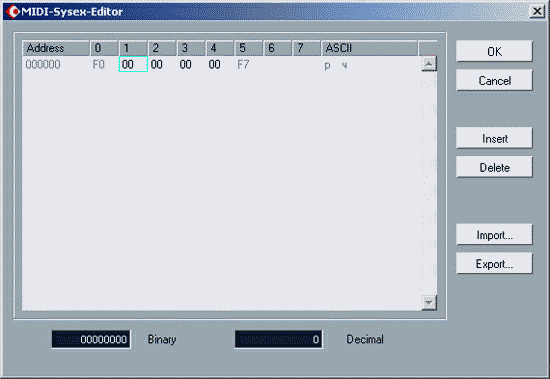 MIDI-Sysex-Editor
Address 0 1 2 3 4 5 6 7 ASCII
000000 F0 00 00 00 00 F7 р ч
OK
Cancel
Insert
Delete
Import...
Export...
00000000 Binary 0 Decimal